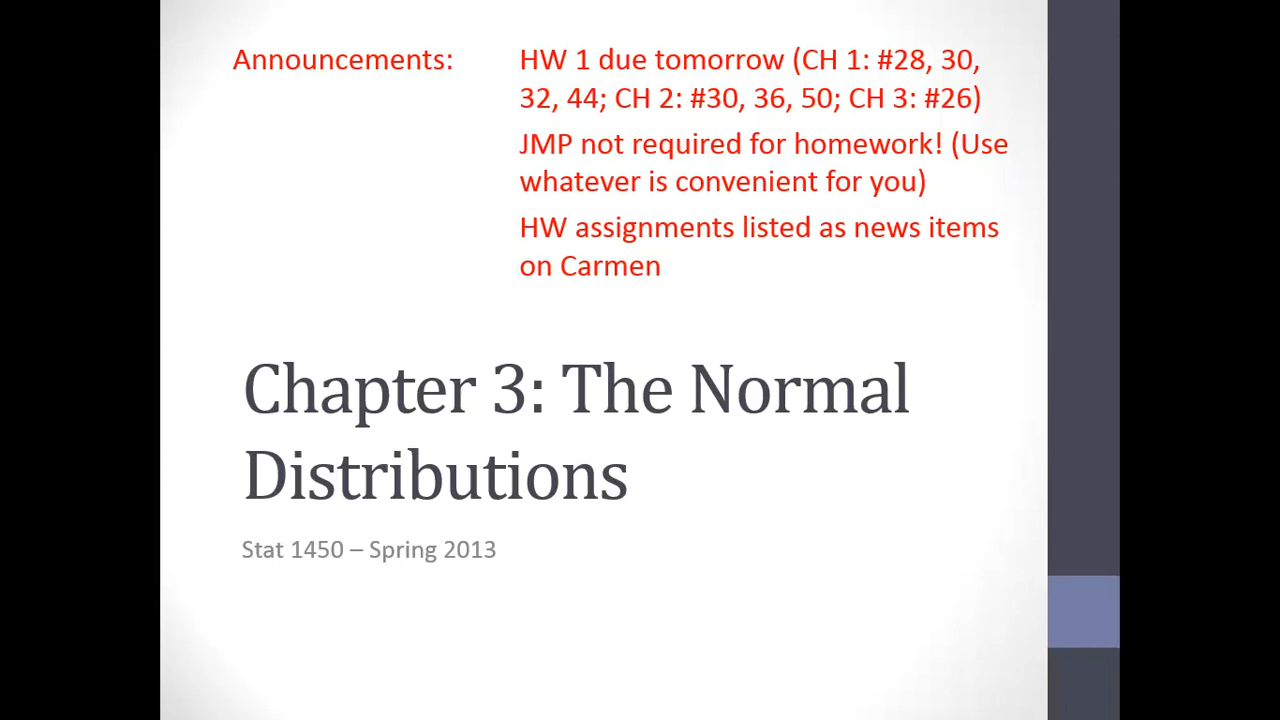 Announcements: HW 1 due tomorrow (CH 1: #28, 30,
32, 44; CH 2: #30, 36, 50; CH 3: #26)
JMP not required for homework! (Use
whatever is convenient for you)
HW assignments listed as news items
on Carmen
Chapter 3: The Normal
Distributions
Stat 1450 – Spring 2013